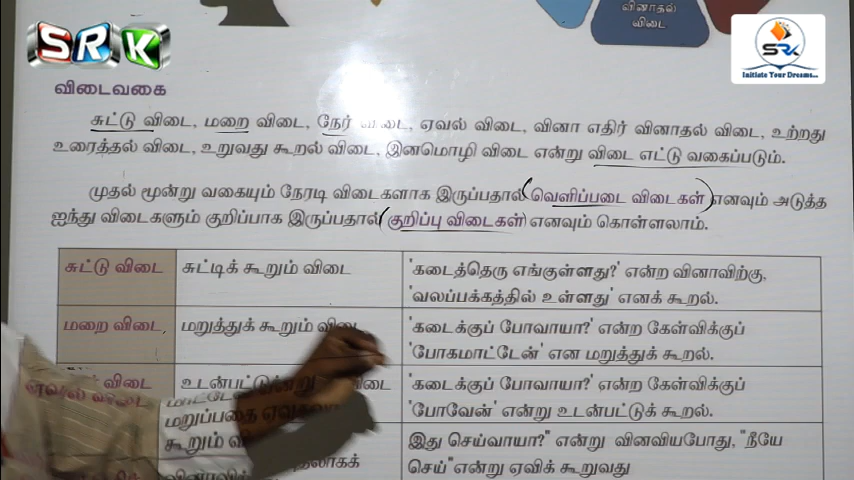 SRK
SRK
Initiate Your Dreams...
வினாதல்
விடை
விடைவகை
சுட்டு விடை, மறை விடை, நேர் விடை, ஏவல் விடை, வினா எதிர் வினாதல் விடை, உற்றது
உரைத்தல் விடை, உறுவது கூறல் விடை, இனமொழி விடை என்று விடை எட்டு வகைப்படும்.
முதல் மூன்று வகையும் நேரடி விடைகளாக இருப்பதால் வெளிப்படை விடைகள் எனவும் அடுத்த
ஐந்து விடைகளும் குறிப்பாக இருப்பதால் குறிப்பு விடைகள் எனவும் கொள்ளலாம்.
சுட்டு விடை சுட்டிக் கூறும் விடை 'கடைத்தெரு எங்குள்ளது?' என்ற வினாவிற்கு,
'வலப்பக்கத்தில் உள்ளது' எனக் கூறல்.
மறை விடை மறுத்துக் கூறும் விடை 'கடைக்குப் போவாயா?' என்ற கேள்விக்குப்
'போகமாட்டேன்' என மறுத்துக் கூறல்.
விடை விடை 'கடைக்குப் போவாயா?' என்ற கேள்விக்குப்
ஏவல் விடை 'போவேன்' என்று உடன்பட்டுக் கூறல்.
மறுப்பதை
கூறும் இது செய்வாயா?" என்று வினவியபோது, "நீயே
செய்" என்று ஏவிக் கூறுவது